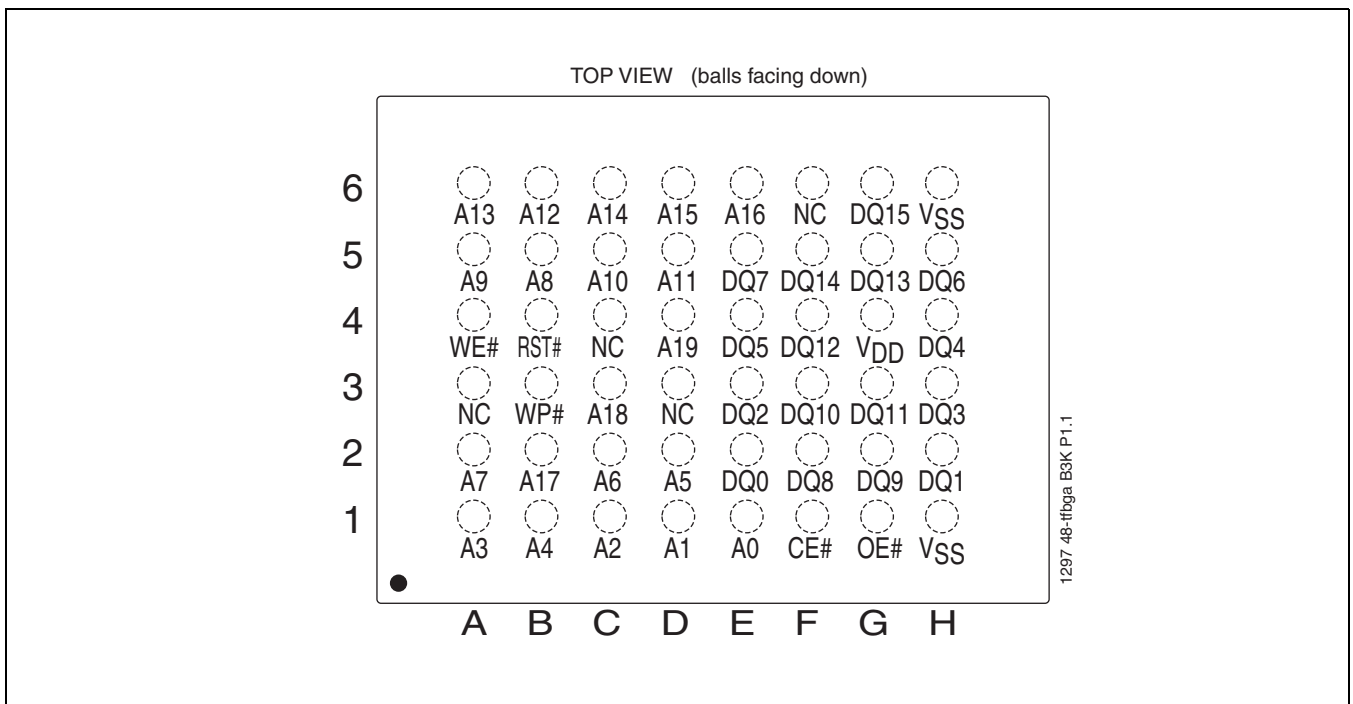 TOP VIEW (balls facing down)
6
A13 A12 A14 A15 A16 NC DQ15 VSS
5
A9 A8 A10 A11 DQ7 DQ14 DQ13 DQ6
4
WE# RST# NC A19 DQ5 DQ12 VDD DQ4
3
NC WP# A18 NC DQ2 DQ10 DQ11 DQ3
2
A7 A17 A6 A5 DQ0 DQ8 DQ9 DQ1
1
A3 A4 A2 A1 A0 CE# OE# VSS
A B C D E F G H
1297 48-tfbga B3K P1.1